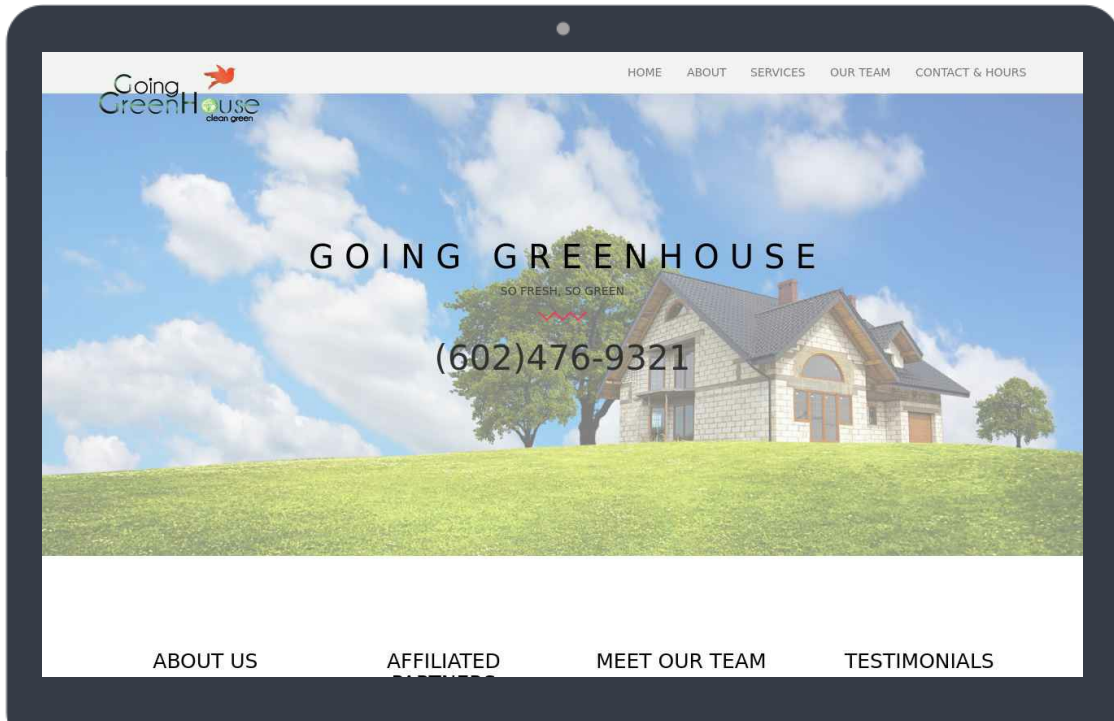 Going
GreenHouse
clean green
HOME ABOUT SERVICES OUR TEAM CONTACT & HOURS
GOING GREENHOUSE
SO FRESH, SO GREEN.
(602)476-9321
ABOUT US AFFILIATED MEET OUR TEAM TESTIMONIALS
PARTNERS